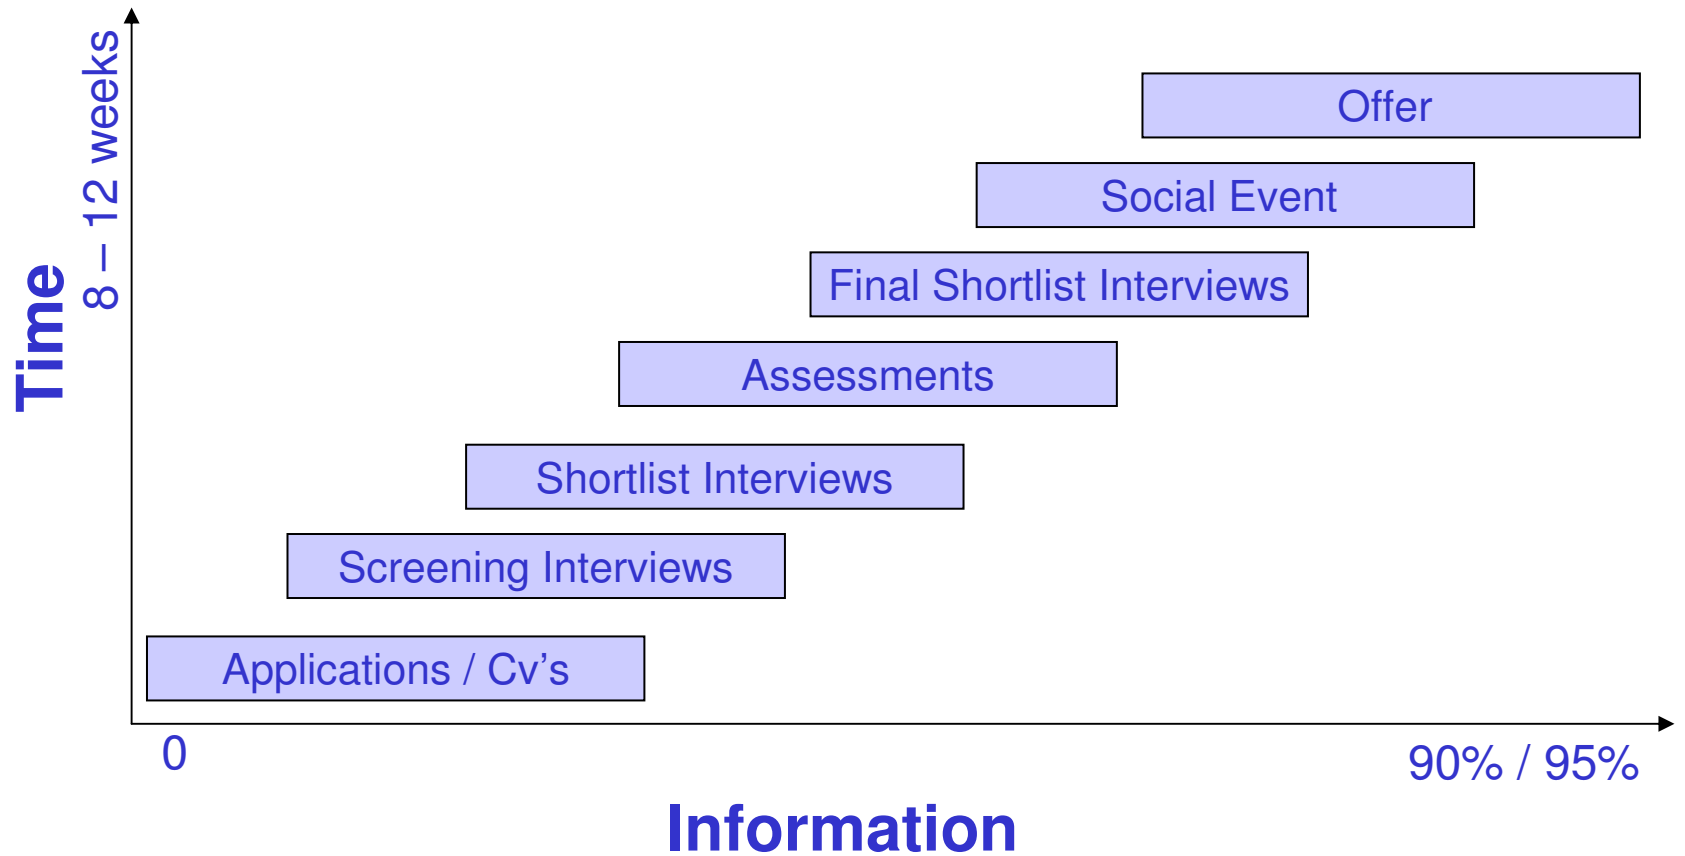 8 – 12 weeks
Time
Offer
Social Event
Final Shortlist Interviews
Assessments
Shortlist Interviews
Screening Interviews
Applications / Cv’s
0
90% / 95%
Information